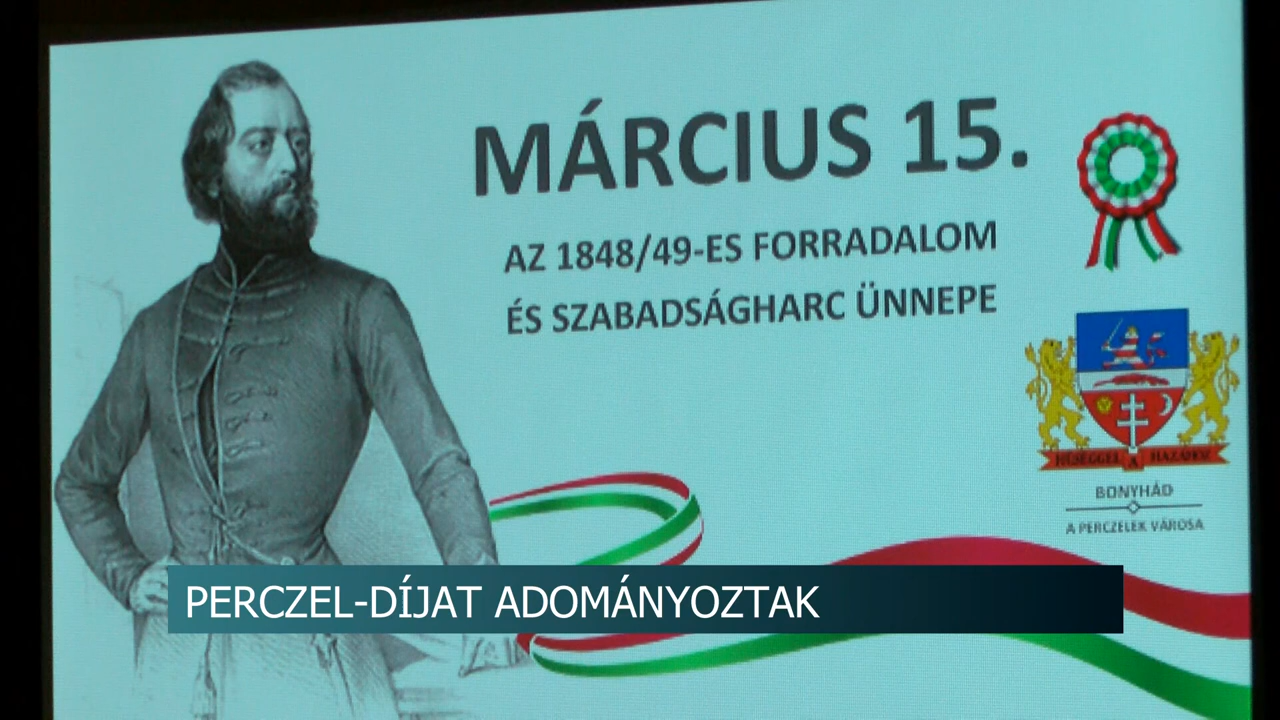 MÁRCIUS 15.
AZ 1848/49-ES FORRADALOM
ÉS SZABADSÁGHARC ÜNNEPE
HŰSÉGGEL A HAZÁHOZ
BONYHÁD
A PERCZELEK VÁROSA
PERCZEL-DÍJAT ADOMÁNYOZTAK